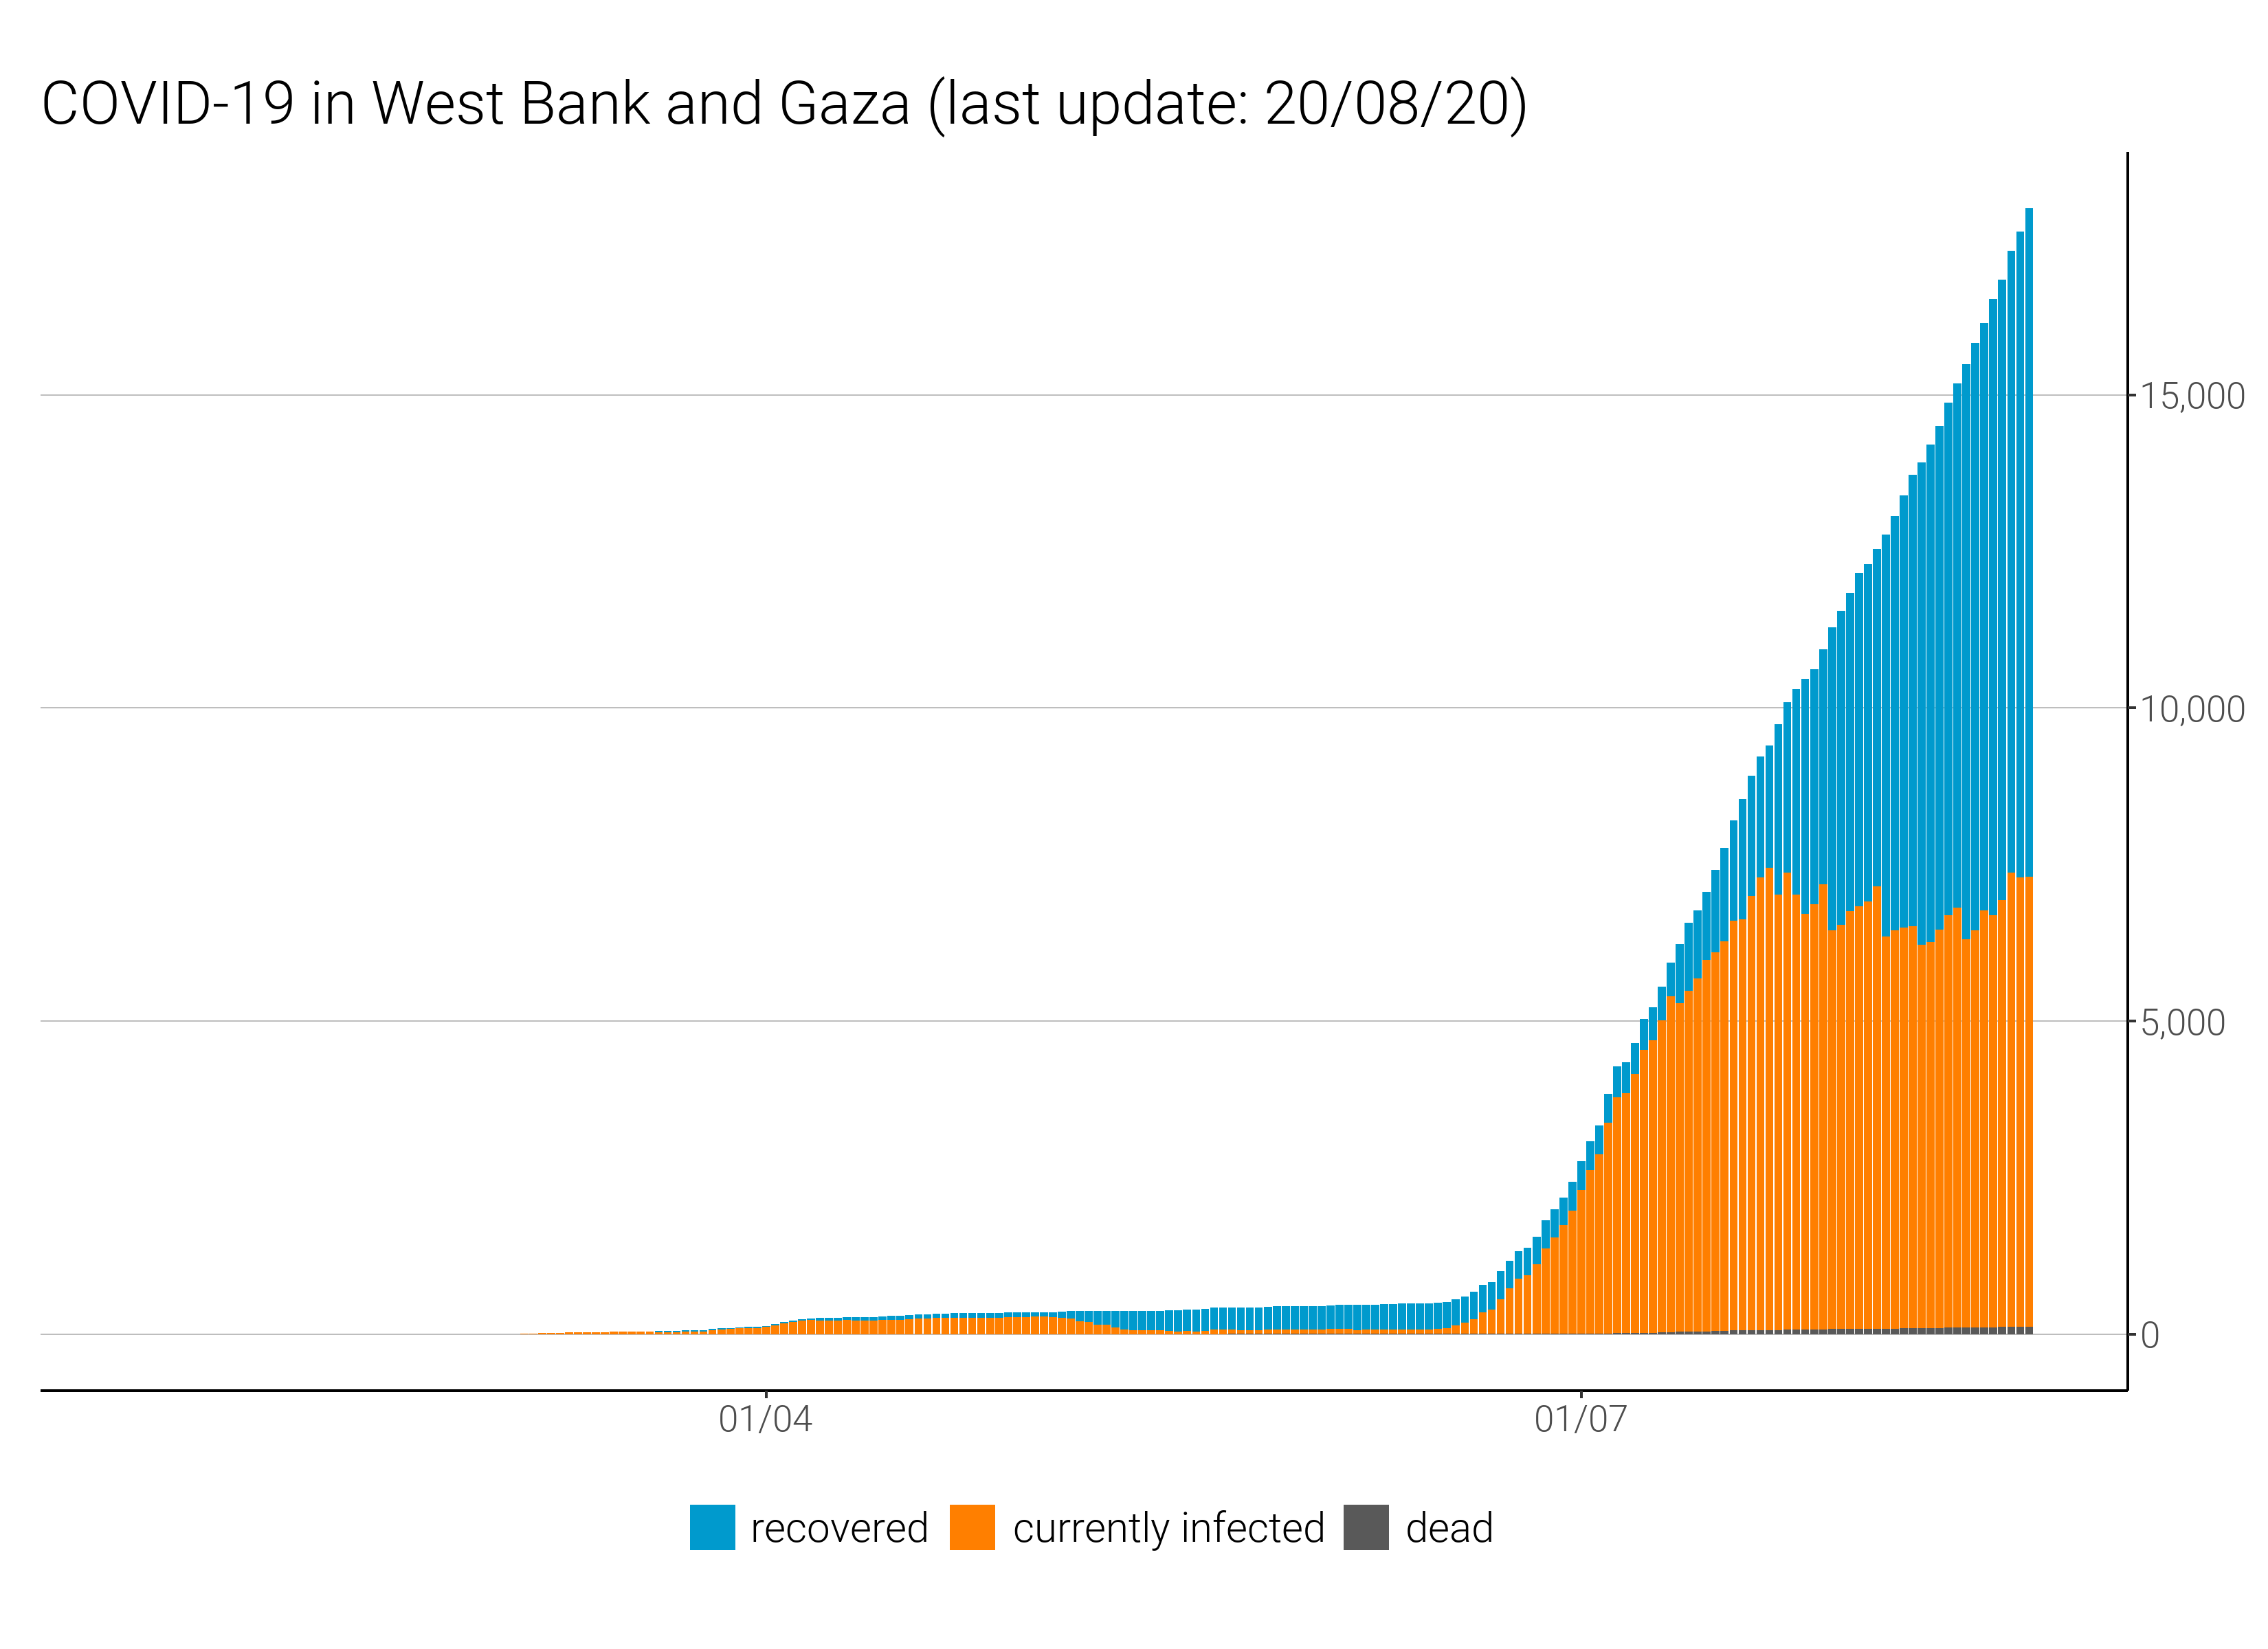 COVID-19 in West Bank and Gaza (last update: 20/08/20)
15,000
10,000
5,000
0
01/04 01/07
recovered currently infected dead